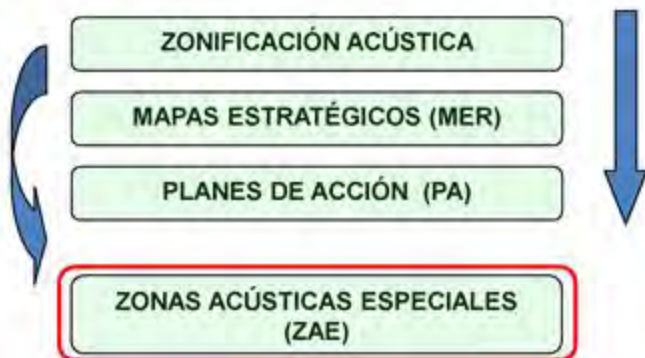 ZONIFICACIÓN ACÚSTICA
MAPAS ESTRATÉGICOS (MER)
PLANES DE ACCIÓN (PA)
ZONAS ACÚSTICAS ESPECIALES
(ZAE)